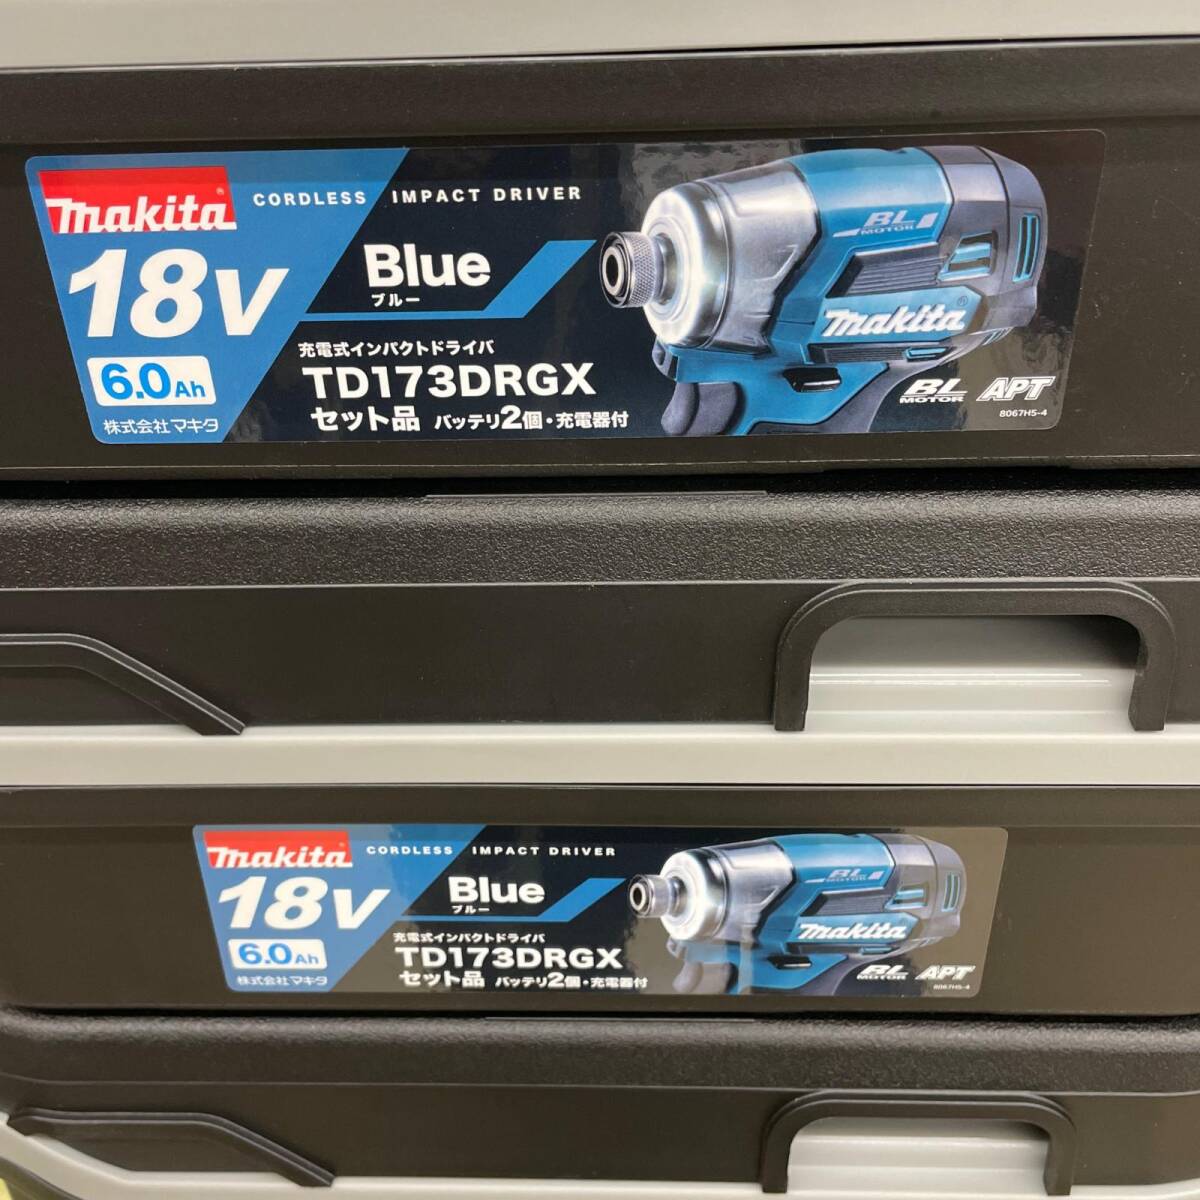 makita
CORDLESS IMPACT DRIVER
18V
Blue
ブルー
6.0Ah
株式会社マキタ
充電式インパクトドライバ
TD173DRGX
セット品 バッテリ2個・充電器付
BL MOTOR
makita
BL MOTOR APT
8067H5-4
makita
CORDLESS IMPACT DRIVER
18V
Blue
ブルー
6.0Ah
株式会社マキタ
充電式インパクトドライバ
TD173DRGX
セット品 バッテリ2個・充電器付
BL MOTOR
makita
BL MOTOR APT
8067H5-4